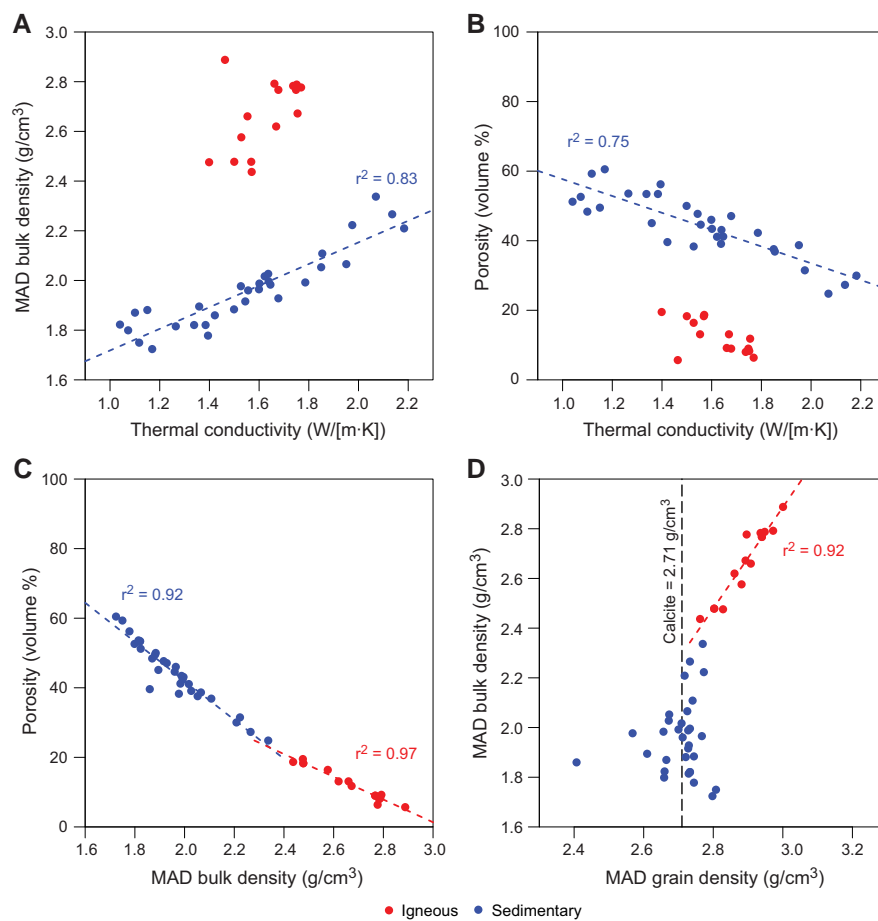 A
3.0
2.8
2.6
2.4
2.2
2.0
1.8
1.6
MAD bulk density (g/cm³)
r² = 0.83
1.0 1.2 1.4 1.6 1.8 2.0 2.2
Thermal conductivity (W/[m·K])
B
100
80
60
40
20
0
Porosity (volume %)
r² = 0.75
1.0 1.2 1.4 1.6 1.8 2.0 2.2
Thermal conductivity (W/[m·K])
C
100
80
60
40
20
0
Porosity (volume %)
r² = 0.92
r² = 0.97
1.6 1.8 2.0 2.2 2.4 2.6 2.8 3.0
MAD bulk density (g/cm³)
D
3.0
2.8
2.6
2.4
2.2
2.0
1.8
1.6
MAD bulk density (g/cm³)
Calcite = 2.71 g/cm³
r² = 0.92
2.4 2.6 2.8 3.0 3.2
MAD grain density (g/cm³)
Igneous Sedimentary